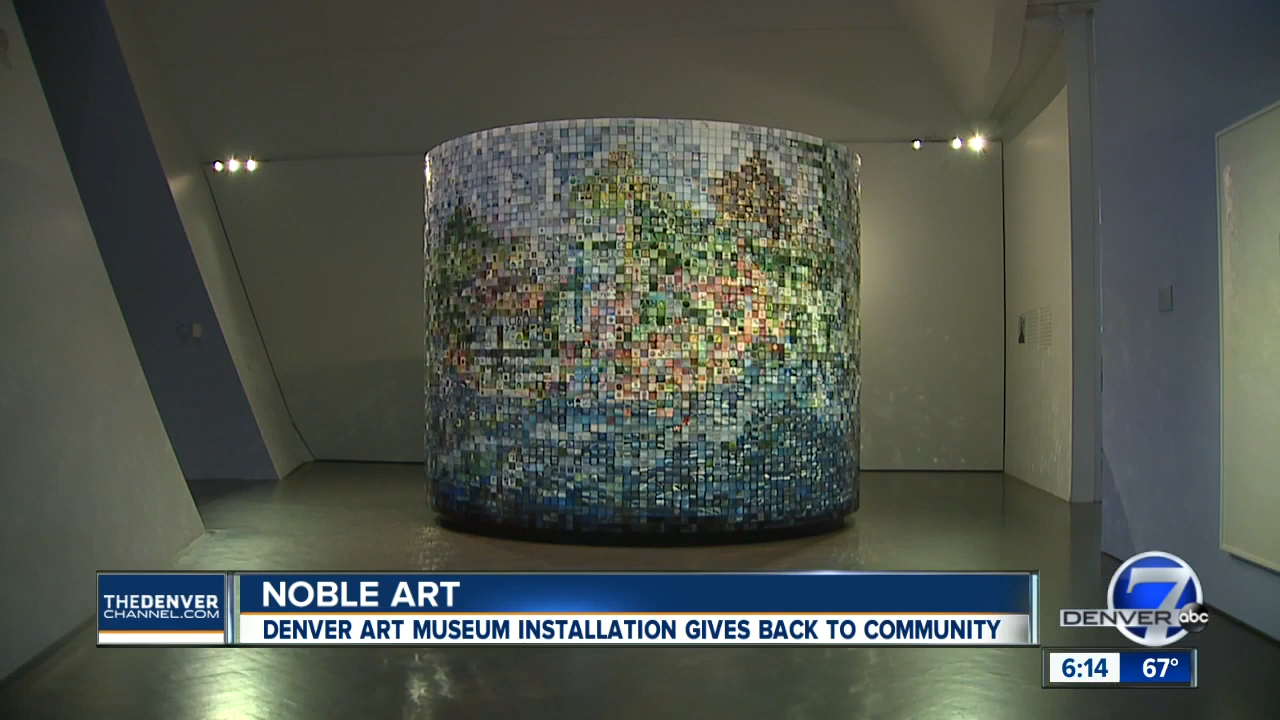 THEDENVER
CHANNEL.COM
NOBLE ART
DENVER ART MUSEUM INSTALLATION GIVES BACK TO COMMUNITY
DENVER 7 abc
6:14 67°